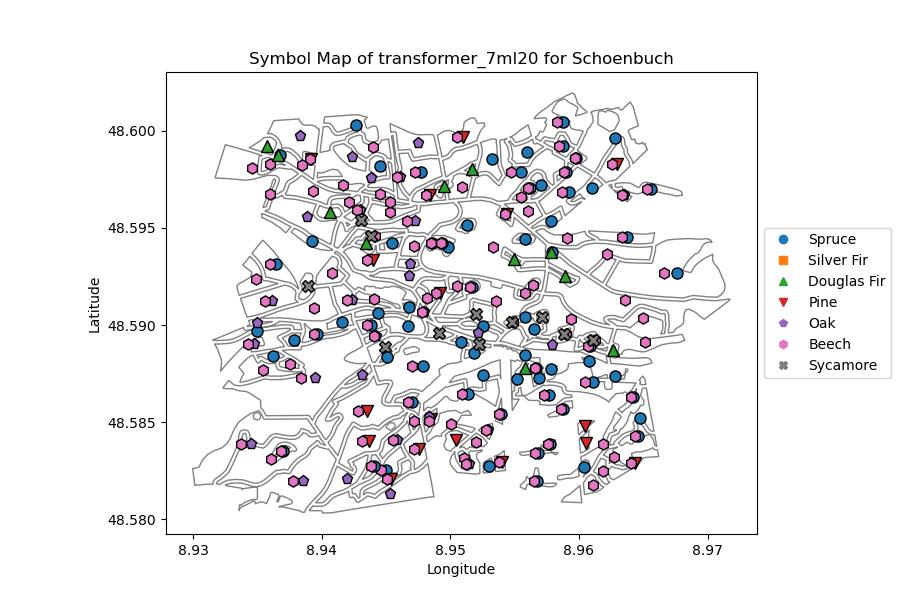 Symbol Map of transformer_7ml20 for Schoenbuch
48.600
48.595
48.590
48.585
48.580
Latitude
8.93 8.94 8.95 8.96 8.97
Longitude
Spruce
Silver Fir
Douglas Fir
Pine
Oak
Beech
Sycamore